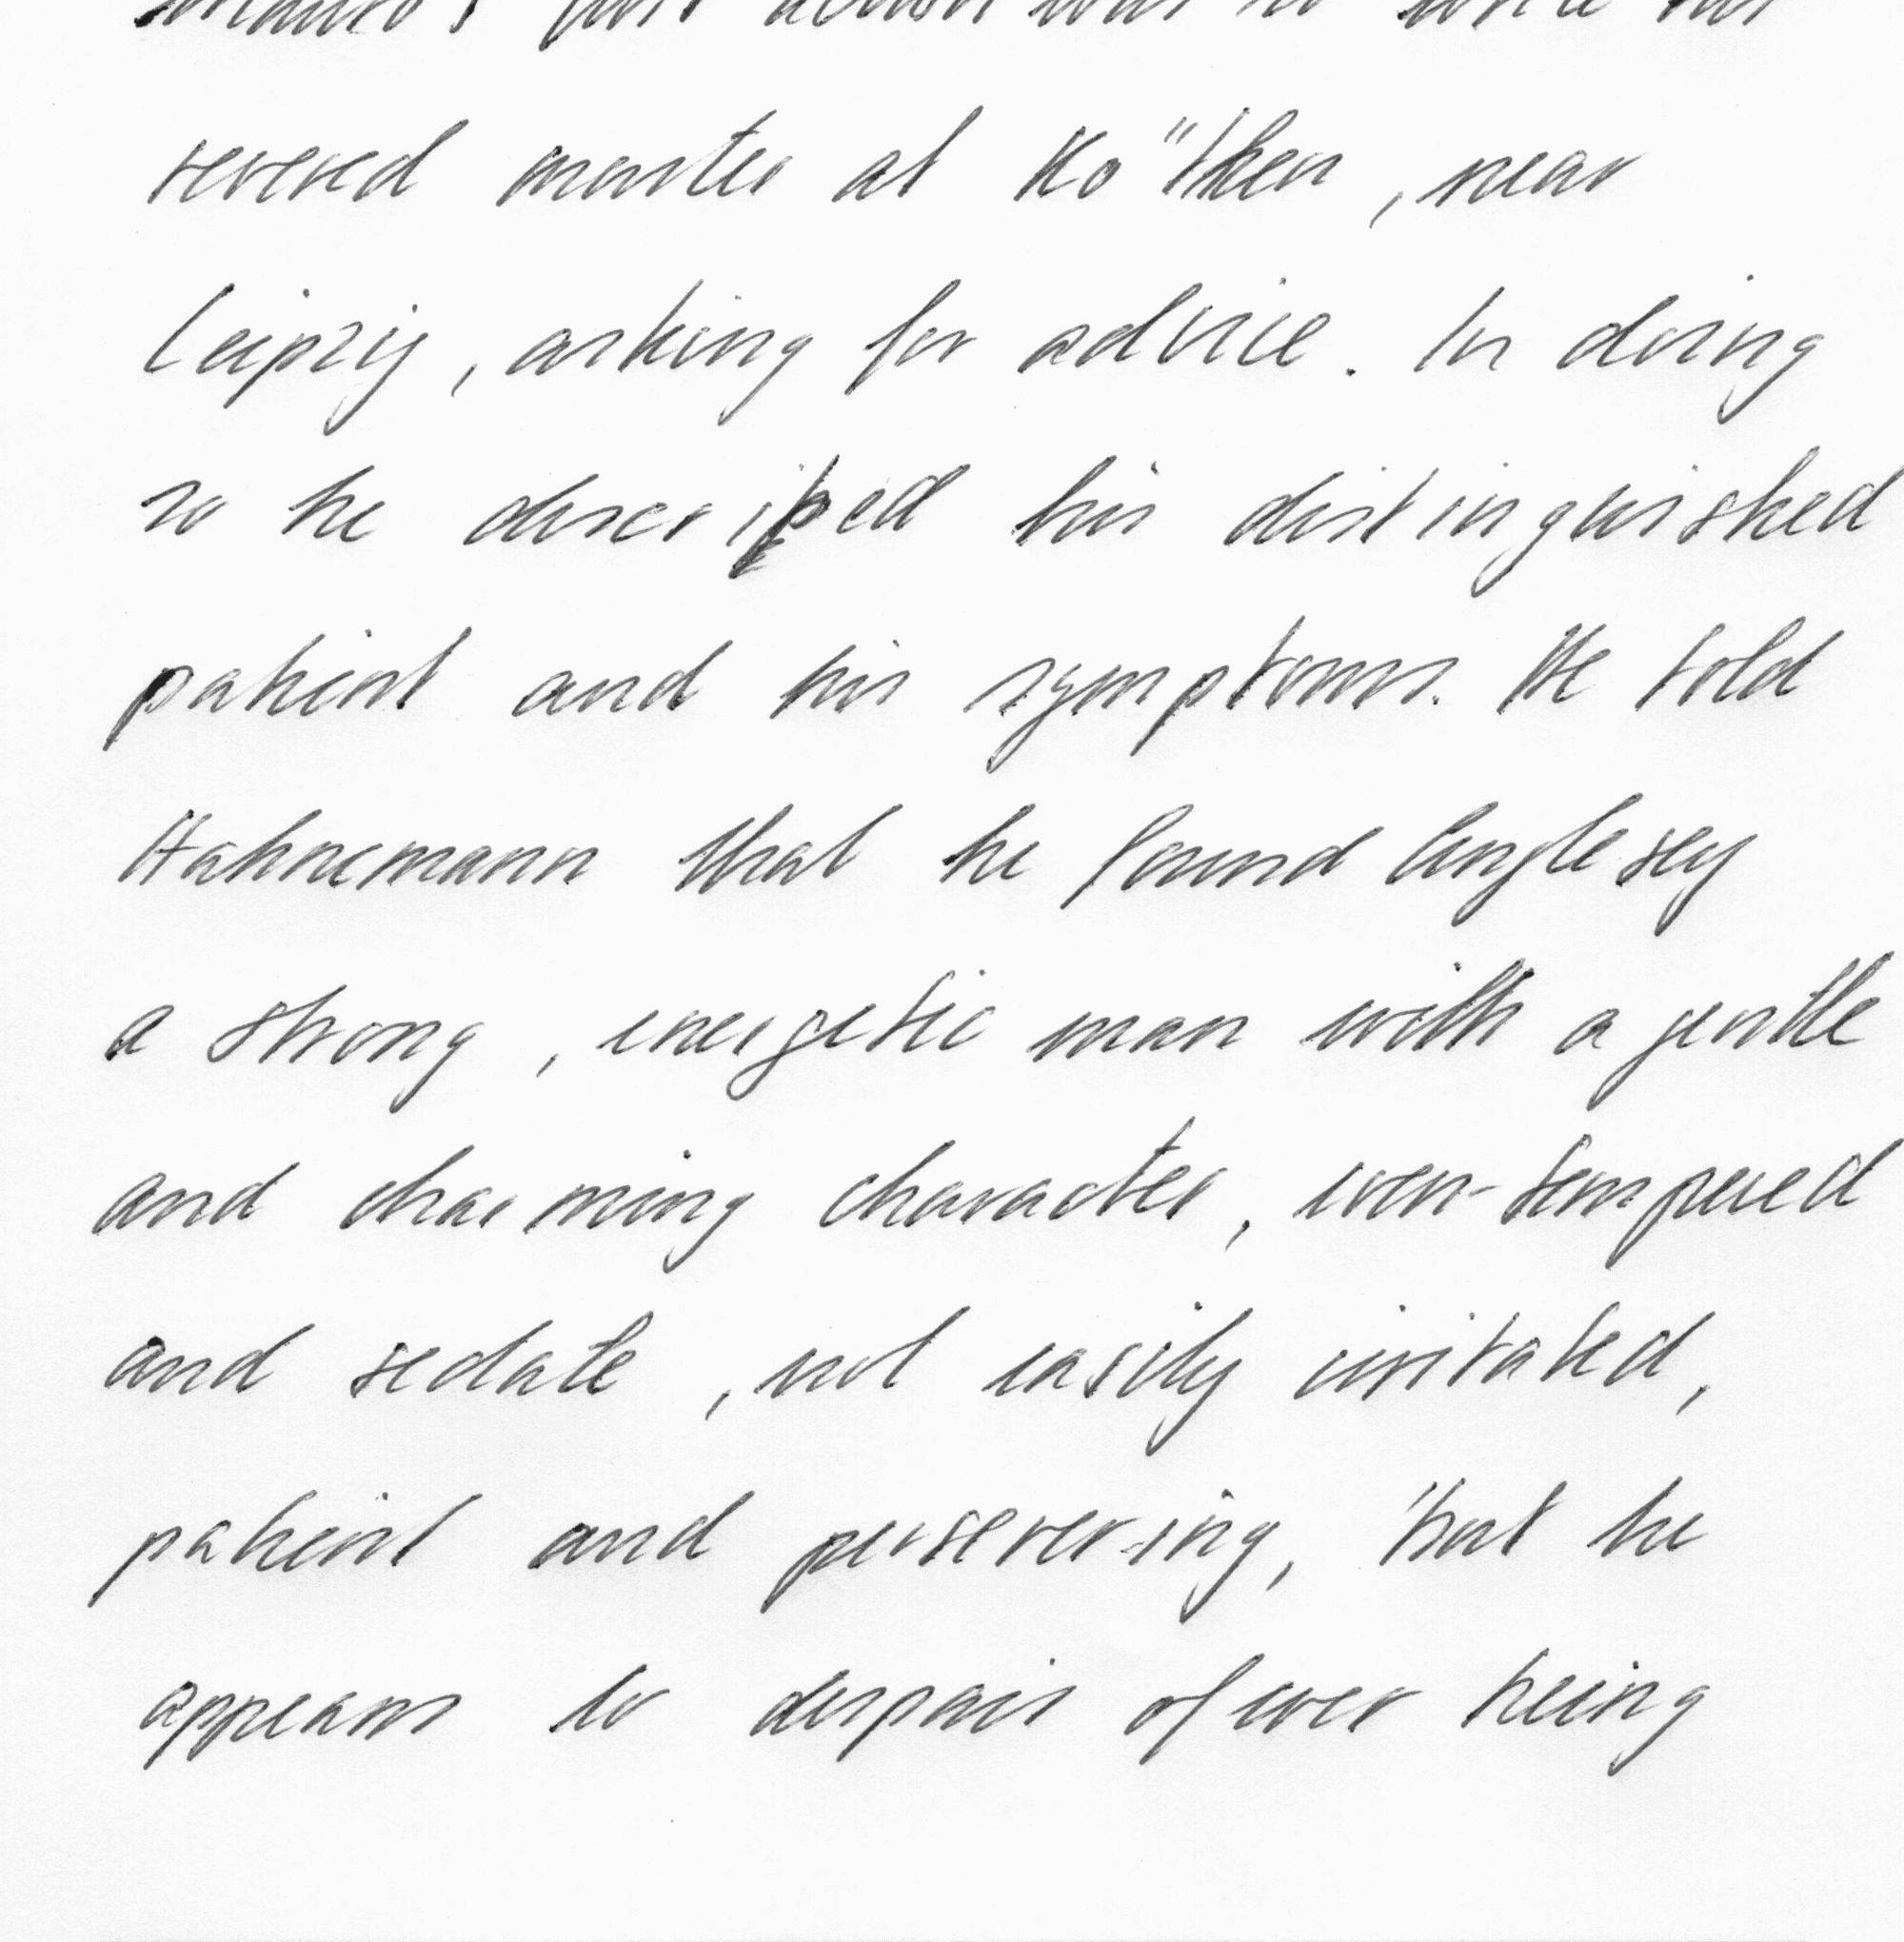 first action was to write his
revered master at Ko"then, near
Leipzig, asking for advice. In doing
so he described his distinguished
patient and his symptoms. He told
Hahnemann that he found Anglesey
a strong, energetic man with a gentle
and charming character, even-tempered
and sedate, not easily irritated,
patient and persever-ing, 'but he
appears to despair of ever being